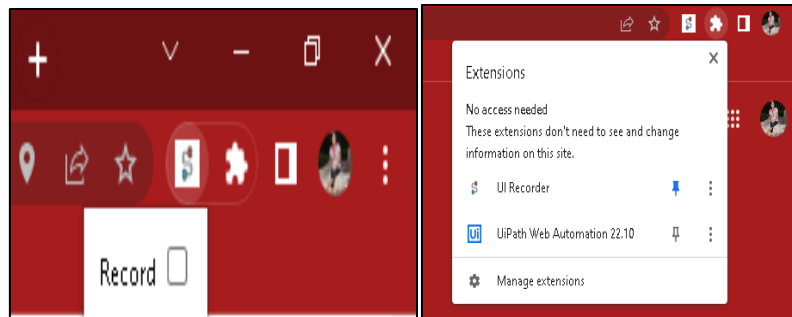 Record
Extensions
No access needed
These extensions don't need to see and change
information on this site.
UI Recorder
Ui UiPath Web Automation 22.10
Manage extensions